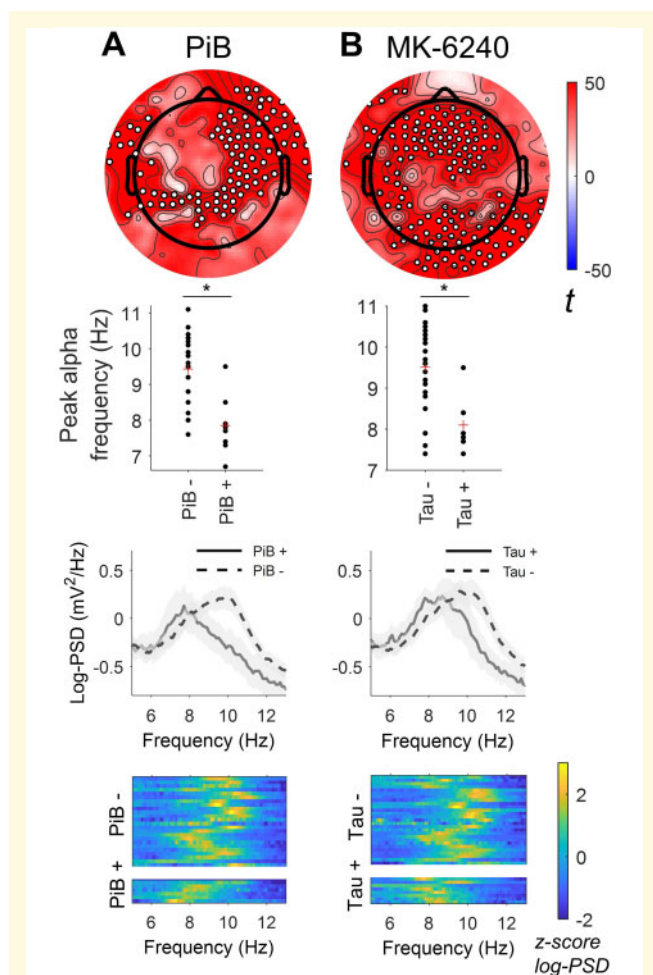 A PiB
B MK-6240
50
0
-50
t
*
Peak alpha
frequency (Hz)
11
10
9
8
7
PiB -
PiB +
*
11
10
9
8
7
Tau -
Tau +
Log-PSD (mV²/Hz)
0.5
0
-0.5
PiB +
PiB -
6 8 10 12
Frequency (Hz)
0.5
0
-0.5
Tau +
Tau -
6 8 10 12
Frequency (Hz)
PiB -
PiB +
6 8 10 12
Frequency (Hz)
Tau -
Tau +
6 8 10 12
Frequency (Hz)
2
0
-2
z-score
log-PSD